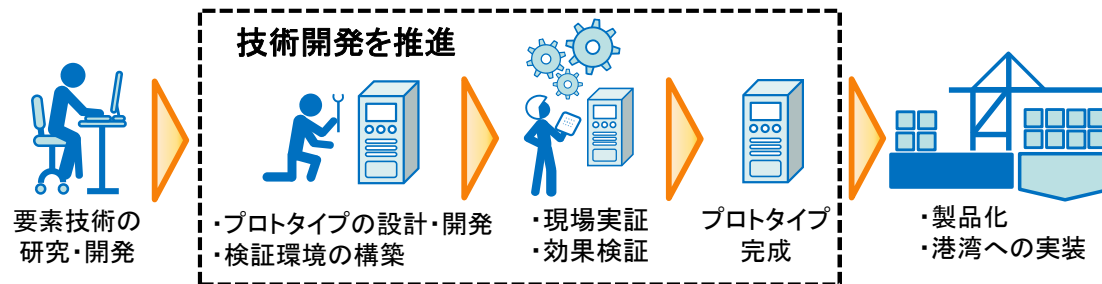 技術開発を推進
要素技術の
研究・開発
・プロトタイプの設計・開発
・検証環境の構築
・現場実証
・効果検証
プロトタイプ
完成
・製品化
・港湾への実装